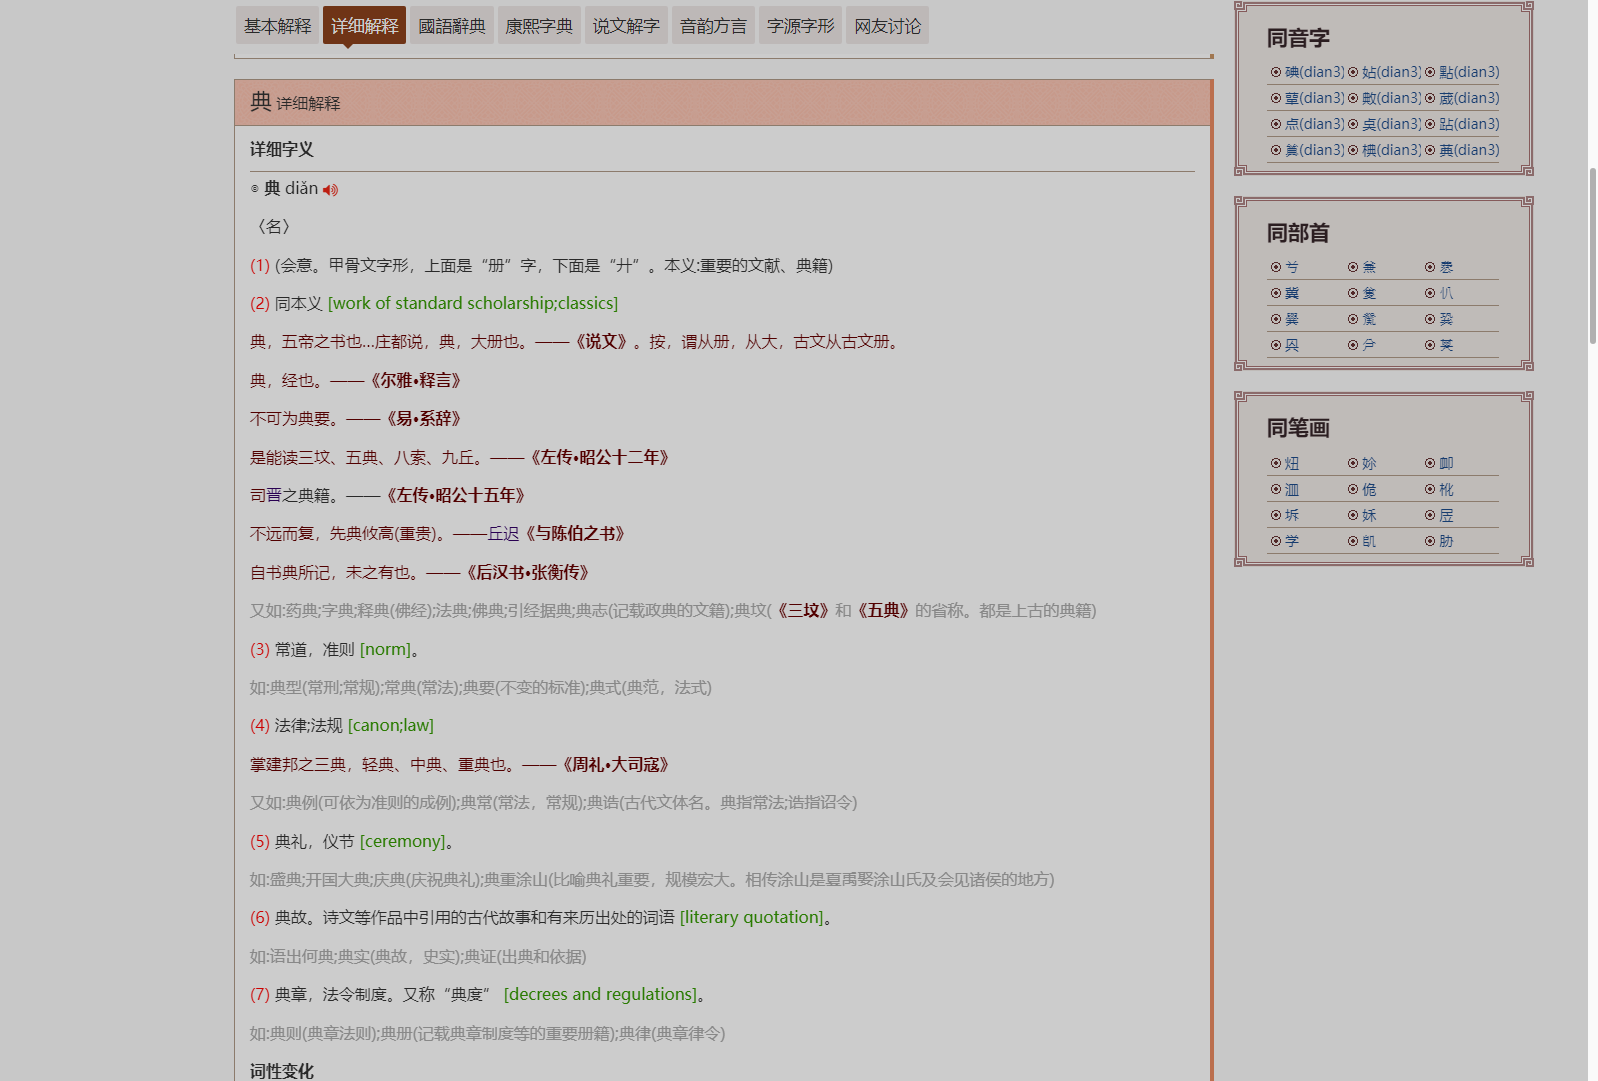 基本解释 详细解释 國語辭典 康熙字典 说文解字 音韵方言 字源字形 网友讨论
典 详细解释
详细字义
⊙ 典 diǎn
〈名〉
(1) (会意。甲骨文字形，上面是“册”字，下面是“廾”。本义:重要的文献、典籍)
(2) 同本义 [work of standard scholarship;classics]
典，五帝之书也…庄都说，典，大册也。——《说文》。按，谓从册，从大，古文从古文册。
典，经也。——《尔雅•释言》
不可为典要。——《易•系辞》
是能读三坟、五典、八索、九丘。——《左传•昭公十二年》
司晋之典籍。——《左传•昭公十五年》
不远而复，先典攸高(重贵)。——丘迟《与陈伯之书》
自书典所记，未之有也。——《后汉书•张衡传》
又如:药典;字典;释典(佛经);法典;佛典;引经据典;典志(记载政典的文籍);典坟(《三坟》和《五典》的省称。都是上古的典籍)
(3) 常道，准则 [norm]。
如:典型(常刑;常规);常典(常法);典要(不变的标准);典式(典范，法式)
(4) 法律;法规 [canon;law]
掌建邦之三典，轻典、中典、重典也。——《周礼•大司寇》
又如:典例(可依为准则的成例);典常(常法，常规);典诰(古代文体名。典指常法;诰指诏令)
(5) 典礼，仪节 [ceremony]。
如:盛典;开国大典;庆典(庆祝典礼);典重涂山(比喻典礼重要，规模宏大。相传涂山是夏禹娶涂山氏及会见诸侯的地方)
(6) 典故。诗文等作品中引用的古代故事和有来历出处的词语 [literary quotation]。
如:语出何典;典实(典故，史实);典证(出典和依据)
(7) 典章，法令制度。又称“典度” [decrees and regulations]。
如:典则(典章法则);典册(记载典章制度等的重要册籍);典律(典章律令)
词性变化
同音字
碘(dian3) 㚲(dian3) 點(dian3)
蕇(dian3) 敟(dian3) 蒧(dian3)
点(dian3) 奌(dian3) 跕(dian3)
(dian3) 椣(dian3) (dian3)
同部首
兮
冀
同笔画
妎 卹
泇 佹 杹
坼 妚 屈
学 胁